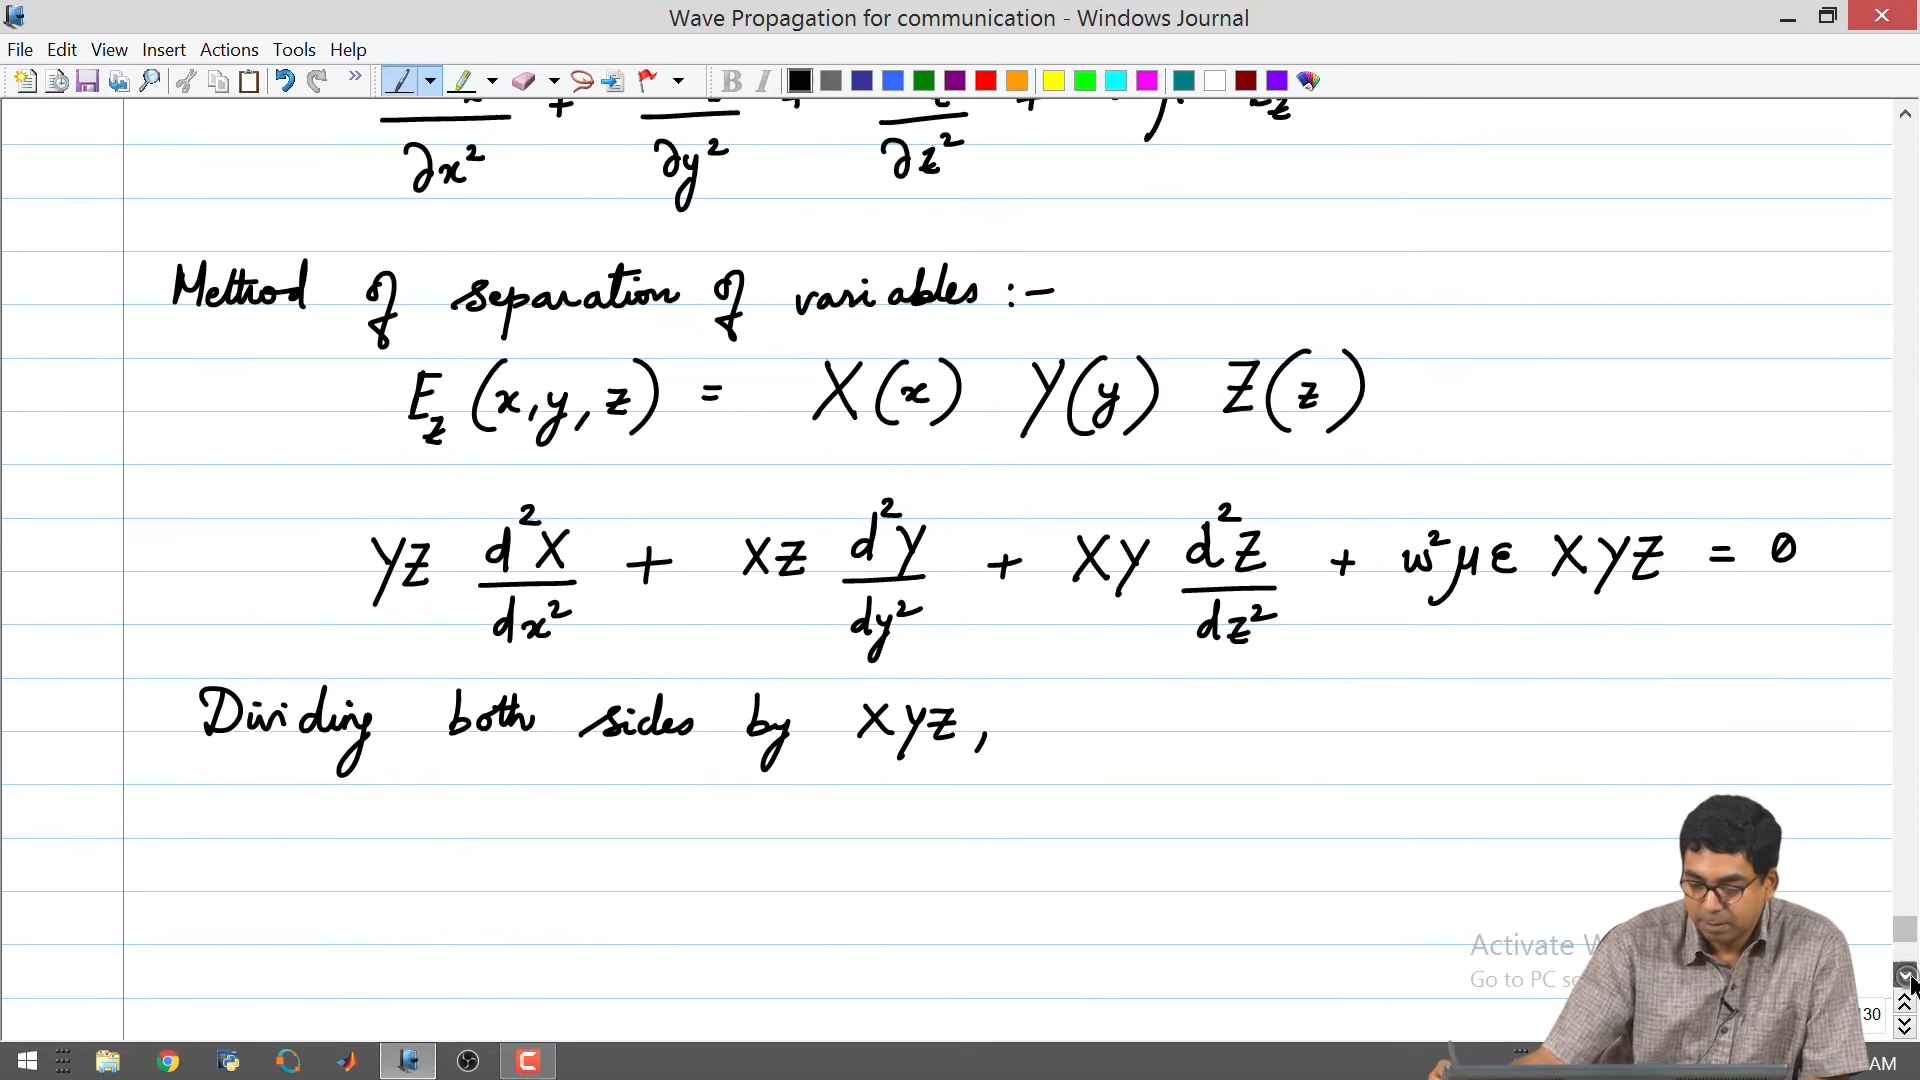 Wave Propagation for communication - Windows Journal
File Edit View Insert Actions Tools Help
B I
∂x² + ∂y² + ∂z² +
Method of separation of variables :-
E_z (x,y,z) = X(x) Y(y) Z(z)
YZ d²X/dx² + XZ d²Y/dy² + XY d²Z/dz² + ω²με XYZ = 0
Dividing both sides by XYZ,
Activate W
Go to PC se
130
AM